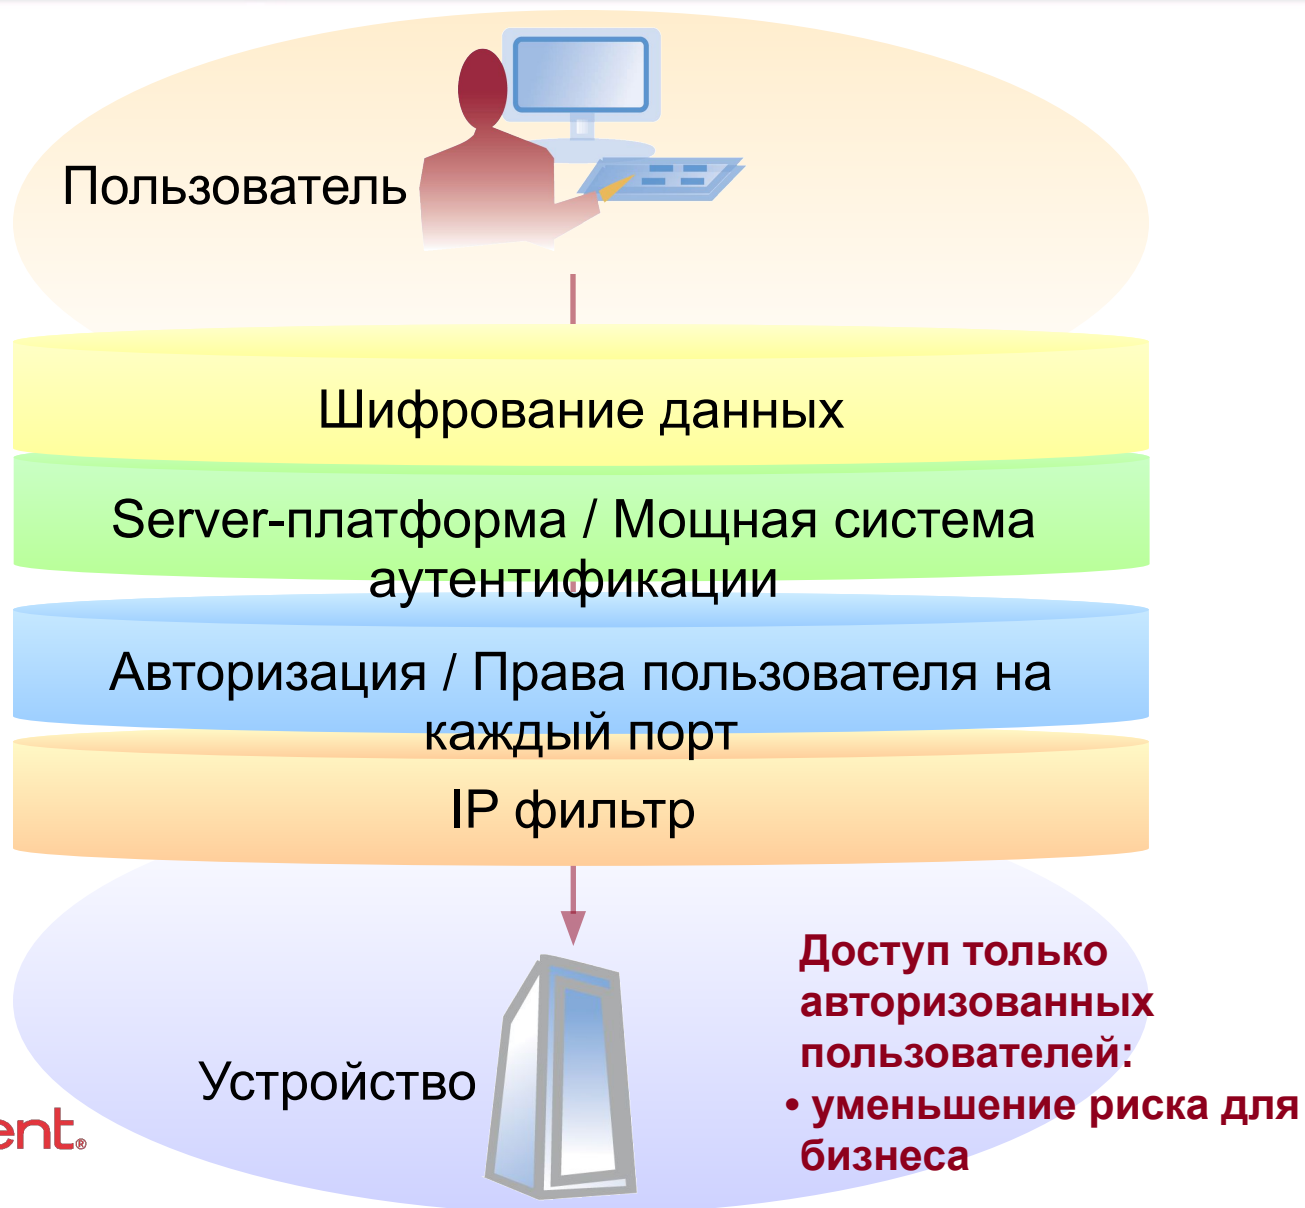 Пользователь
Шифрование данных
Server-платформа / Мощная система
аутентификации
Авторизация / Права пользователя на
каждый порт
IP фильтр
Доступ только
авторизованных
пользователей:
• уменьшение риска для
бизнеса
Устройство
ent®